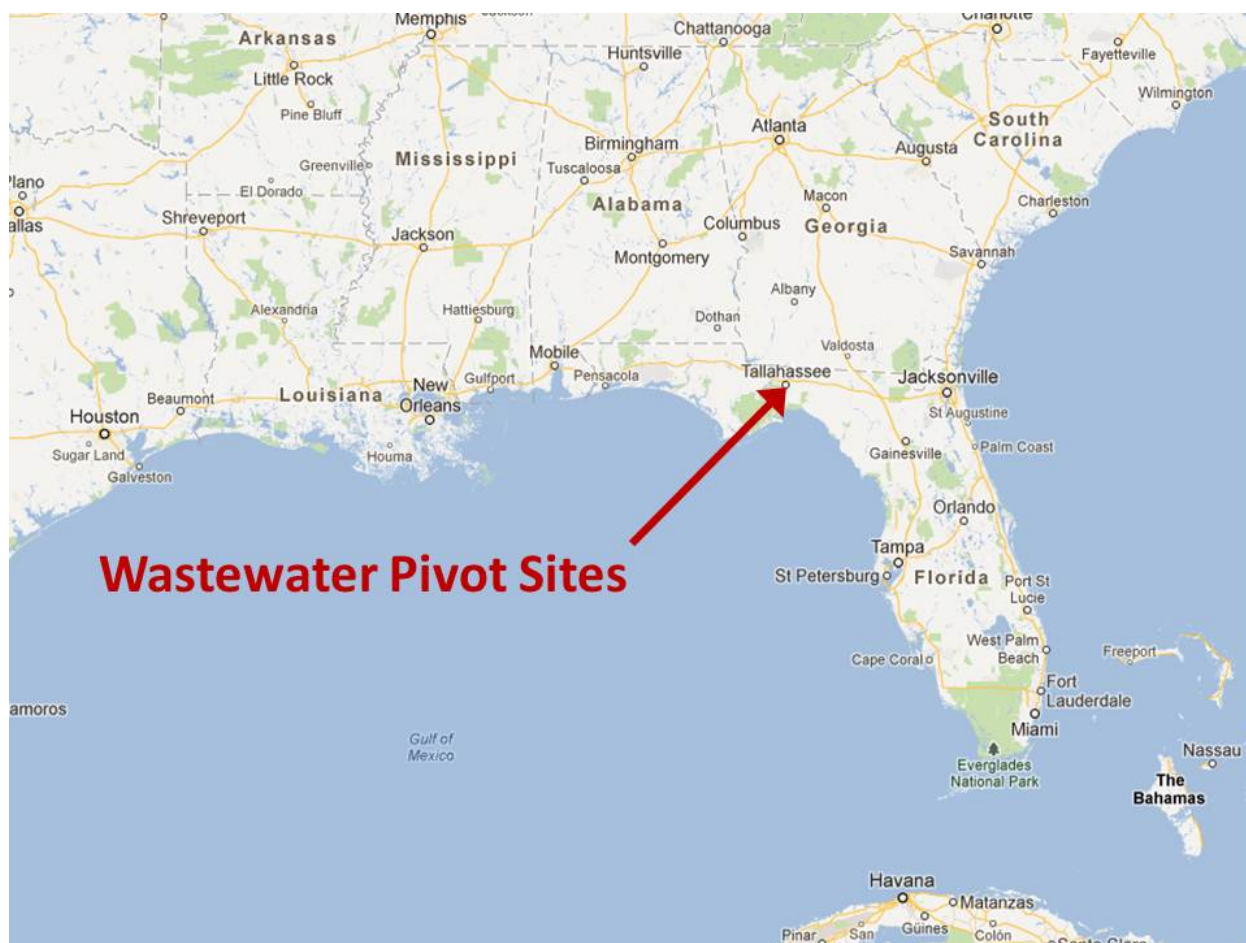 Memphis
Chattanooga
Charlotte
Arkansas
Huntsville
Fayetteville
Little Rock
Wilmington
Pine Bluff
South
Carolina
Atlanta
Birmingham
Augusta
Greenville
Mississippi
Tuscaloosa
Plano
El Dorado
Alabama
Macon
Charleston
allas
Shreveport
Columbus
Georgia
Jackson
Montgomery
Savannah
Albany
Alexandria
Hattiesburg
Dothan
Valdosta
Mobile
Tallahassee
Jacksonville
Pensacola
Gulfport
New
Orleans
Louisiana
Beaumont
Houston
St Augustine
Sugar Land
Houma
Gainesville
Palm Coast
Galveston
Orlando
Tampa
Wastewater Pivot Sites
St Petersburg
Florida
Port St
Lucie
West Palm
Beach
Cape Coral
Freeport
Fort
Lauderdale
amoros
Miami
Gulf of
Mexico
Nassau
Everglades
National Park
The
Bahamas
Havana
Matanzas
Pinar
San
Güines
Colón
Santa Clara